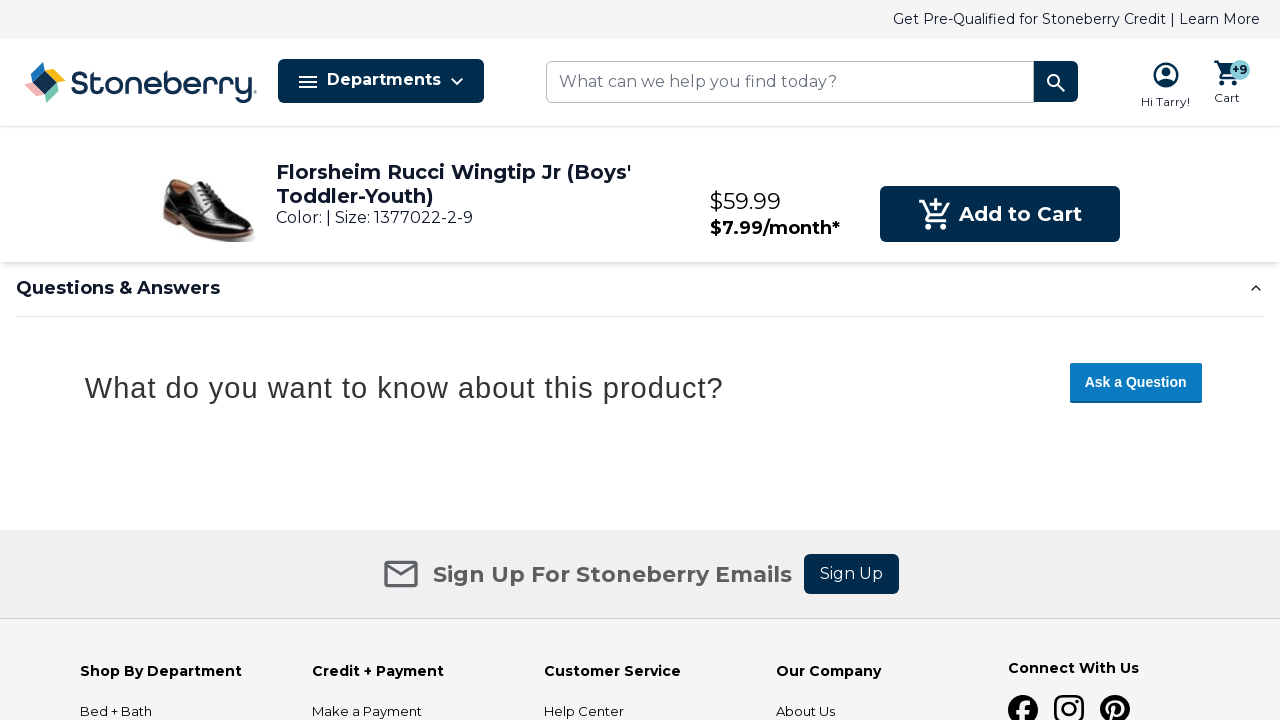 Get Pre-Qualified for Stoneberry Credit | Learn More
Stoneberry
Departments
What can we help you find today?
Hi Tarry!
+9
Cart
Florsheim Rucci Wingtip Jr (Boys'
Toddler-Youth)
Color: | Size: 1377022-2-9
$59.99
$7.99/month*
Add to Cart
Questions & Answers
What do you want to know about this product?
Ask a Question
Sign Up For Stoneberry Emails
Sign Up
Shop By Department
Credit + Payment
Customer Service
Our Company
Connect With Us
Bed + Bath
Make a Payment
Help Center
About Us